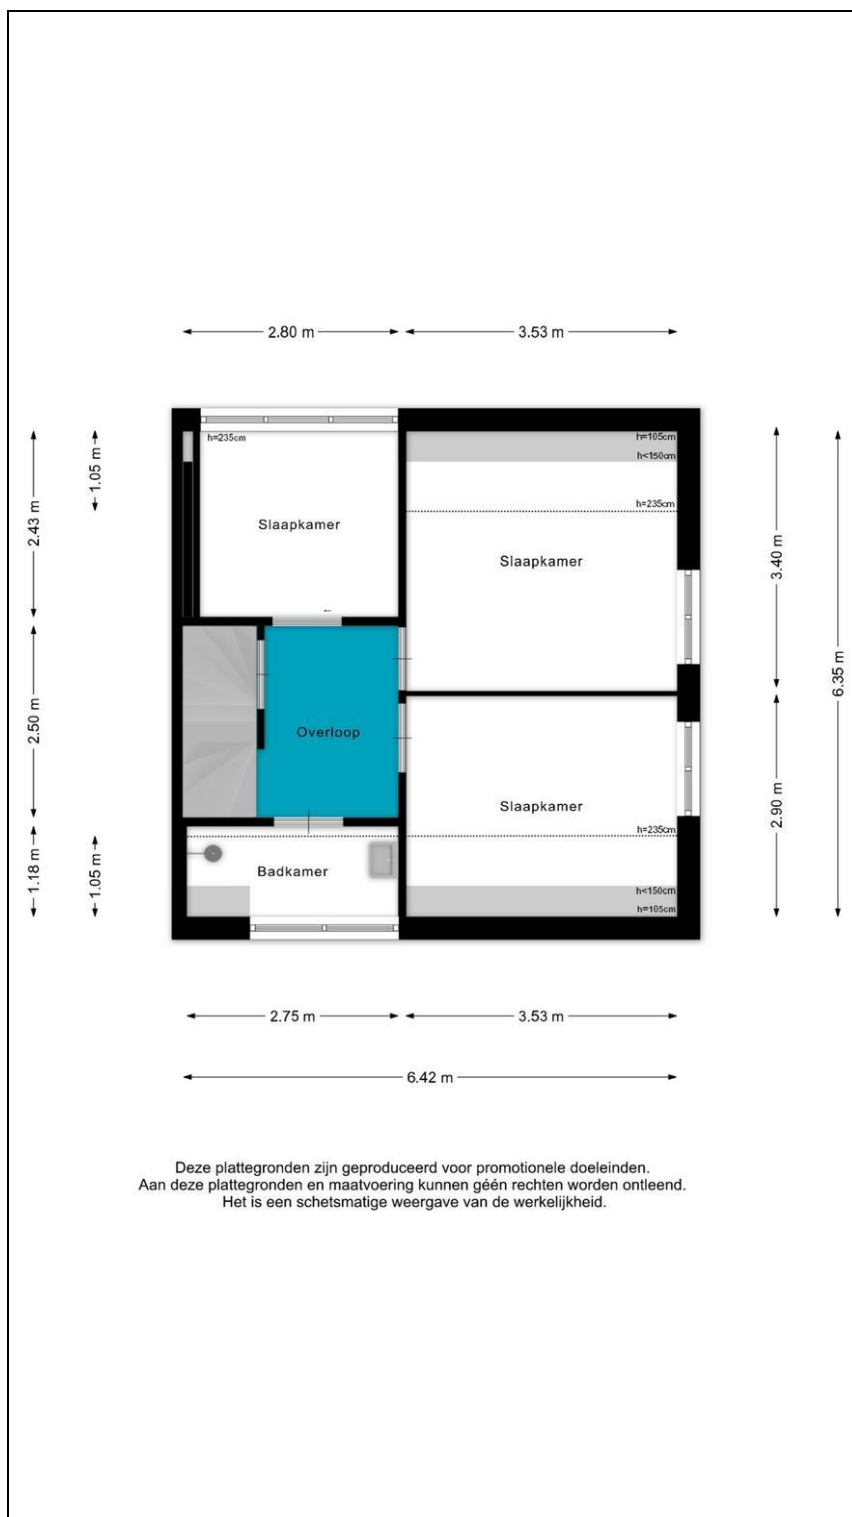 2.80 m
3.53 m
h=235cm
h=105cm
h<150cm
1.05 m
2.43 m
h=235cm
Slaapkamer
Slaapkamer
3.40 m
6.35 m
2.50 m
Overloop
Slaapkamer
2.90 m
h=235cm
1.18 m
1.05 m
Badkamer
h<150cm
h=105cm
2.75 m
3.53 m
6.42 m
Deze plattegronden zijn geproduceerd voor promotionele doeleinden.
Aan deze plattegronden en maatvoering kunnen géén rechten worden ontleend.
Het is een schetsmatige weergave van de werkelijkheid.